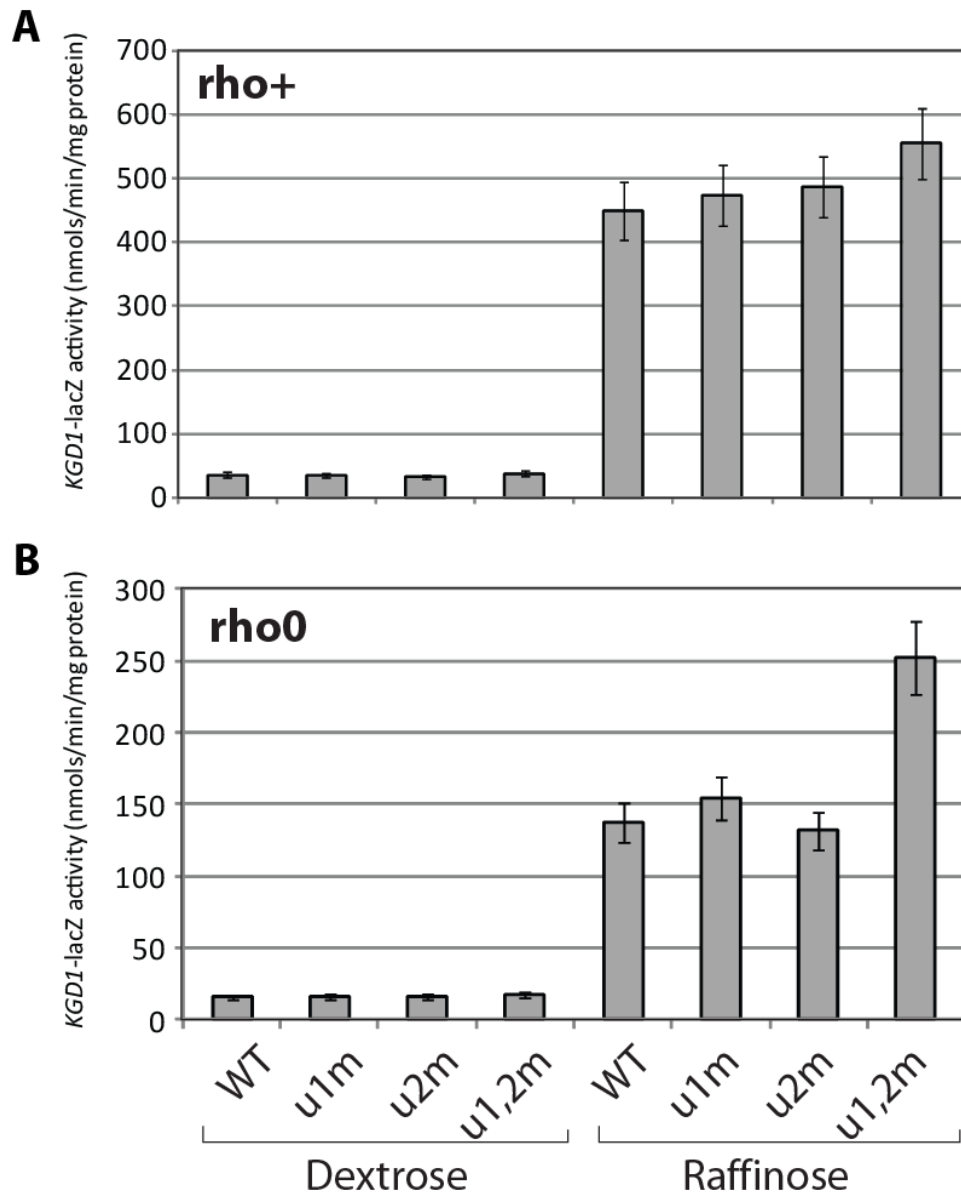 A
KGD1-lacZ activity (nmols/min/mg protein)
rho+
700
600
500
400
300
200
100
0
B
KGD1-lacZ activity (nmols/min/mg protein)
rho0
300
250
200
150
100
50
0
WT u1m u2m u1,2m WT u1m u2m u1,2m
Dextrose Raffinose